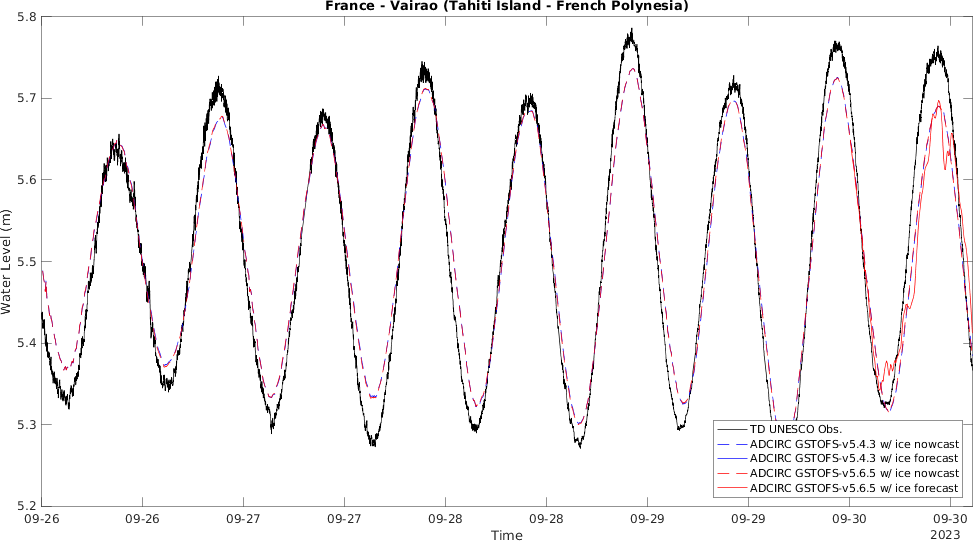 France - Vairao (Tahiti Island - French Polynesia)
5.8
5.7
5.6
5.5
5.4
5.3
5.2
Water Level (m)
TD UNESCO Obs.
ADCIRC GSTOFS-v5.4.3 w/ ice nowcast
ADCIRC GSTOFS-v5.4.3 w/ ice forecast
ADCIRC GSTOFS-v5.6.5 w/ ice nowcast
ADCIRC GSTOFS-v5.6.5 w/ ice forecast
09-26 09-26 09-27 09-27 09-28 09-28 09-29 09-29 09-30 09-30
2023
Time